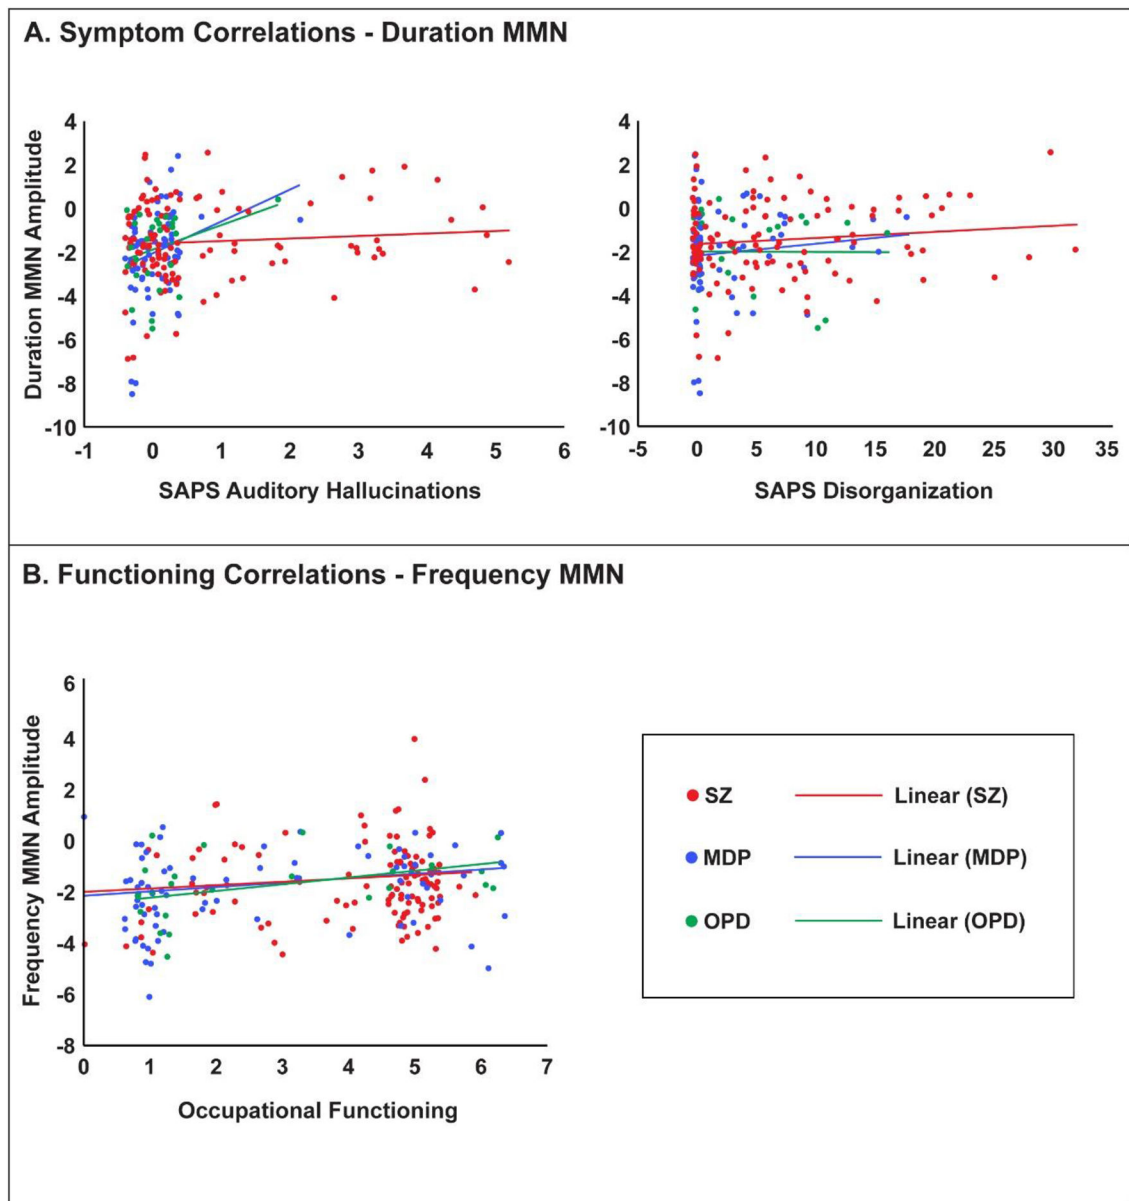 A. Symptom Correlations - Duration MMN
Duration MMN Amplitude
4
2
0
-2
-4
-6
-8
-10
-1 0 1 2 3 4 5 6
SAPS Auditory Hallucinations
4
2
0
-2
-4
-6
-8
-10
-5 0 5 10 15 20 25 30 35
SAPS Disorganization
B. Functioning Correlations - Frequency MMN
Frequency MMN Amplitude
6
4
2
0
-2
-4
-6
-8
0 1 2 3 4 5 6 7
Occupational Functioning
SZ Linear (SZ)
MDP Linear (MDP)
OPD Linear (OPD)